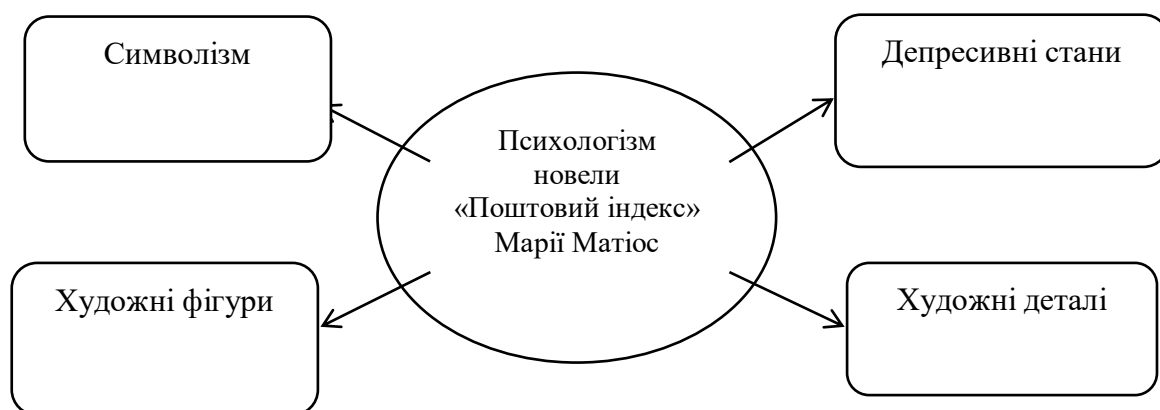 Символізм
Депресивні стани
Психологізм
новели
«Поштовий індекс»
Марії Матіос
Художні фігури
Художні деталі